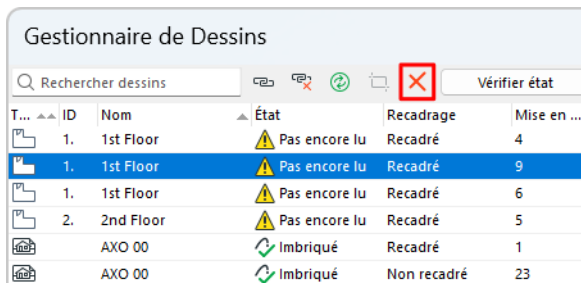 Gestionnaire de Dessins
Rechercher dessins Vérifier état
T... ID Nom État Recadrage Mise en ...
1. 1st Floor Pas encore lu Recadré 4
1. 1st Floor Pas encore lu Recadré 9
1. 1st Floor Pas encore lu Recadré 6
2. 2nd Floor Pas encore lu Recadré 5
AXO 00 Imbriqué Recadré 1
AXO 00 Imbriqué Non recadré 23